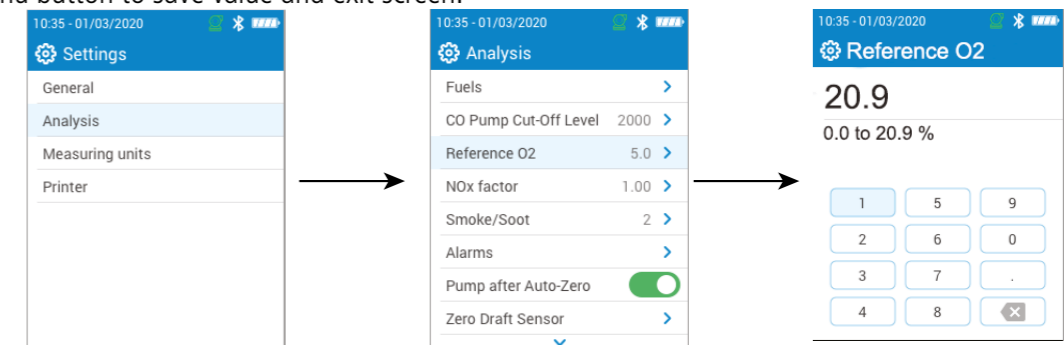 button to save value and exit screen.
10:35 - 01/03/2020
Settings
General
Analysis
Measuring units
Printer
10:35 - 01/03/2020
Analysis
Fuels
CO Pump Cut-Off Level 2000
Reference O2 5.0
NOx factor 1.00
Smoke/Soot 2
Alarms
Pump after Auto-Zero
Zero Draft Sensor
10:35 - 01/03/2020
Reference O2
20.9
0.0 to 20.9 %
1 5 9
2 6 0
3 7 .
4 8